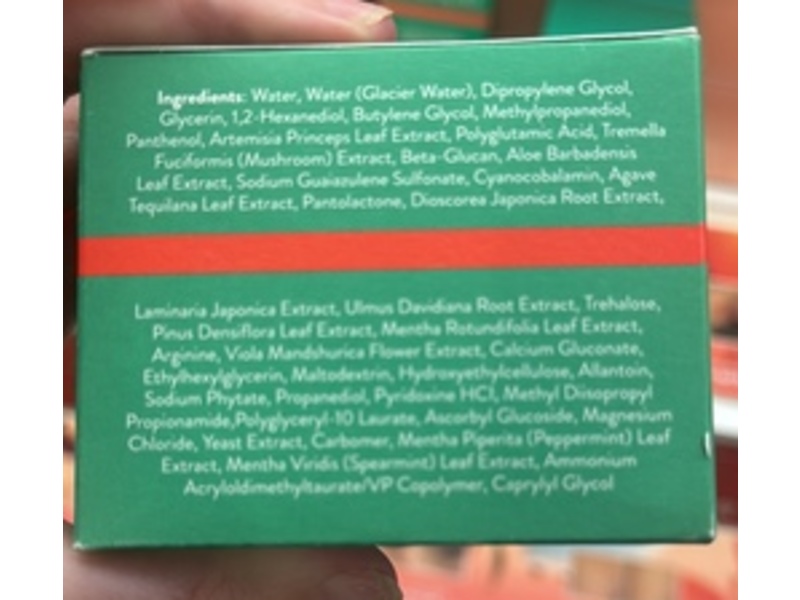 Ingredients: Water, Water (Glacier Water), Dipropylene Glycol,
Glycerin, 1,2-Hexanediol, Butylene Glycol, Methylpropanediol,
Panthenol, Artemisia Princeps Leaf Extract, Polyglutamic Acid, Tremella
Fuciformis (Mushroom) Extract, Beta-Glucan, Aloe Barbadensis
Leaf Extract, Sodium Guaiazulene Sulfonate, Cyanocobalamin, Agave
Tequilana Leaf Extract, Pantolactone, Dioscorea Japonica Root Extract,
Laminaria Japonica Extract, Ulmus Davidiana Root Extract, Trehalose,
Pinus Densiflora Leaf Extract, Mentha Rotundifolia Leaf Extract,
Arginine, Viola Mandshurica Flower Extract, Calcium Gluconate,
Ethylhexylglycerin, Maltodextrin, Hydroxyethylcellulose, Allantoin,
Sodium Phytate, Propanediol, Pyridoxine HCl, Methyl Diisopropyl
Propionamide,Polyglyceryl-10 Laurate, Ascorbyl Glucoside, Magnesium
Chloride, Yeast Extract, Carbomer, Mentha Piperita (Peppermint) Leaf
Extract, Mentha Viridis (Spearmint) Leaf Extract, Ammonium
Acryloldimethyltaurate/VP Copolymer, Caprylyl Glycol